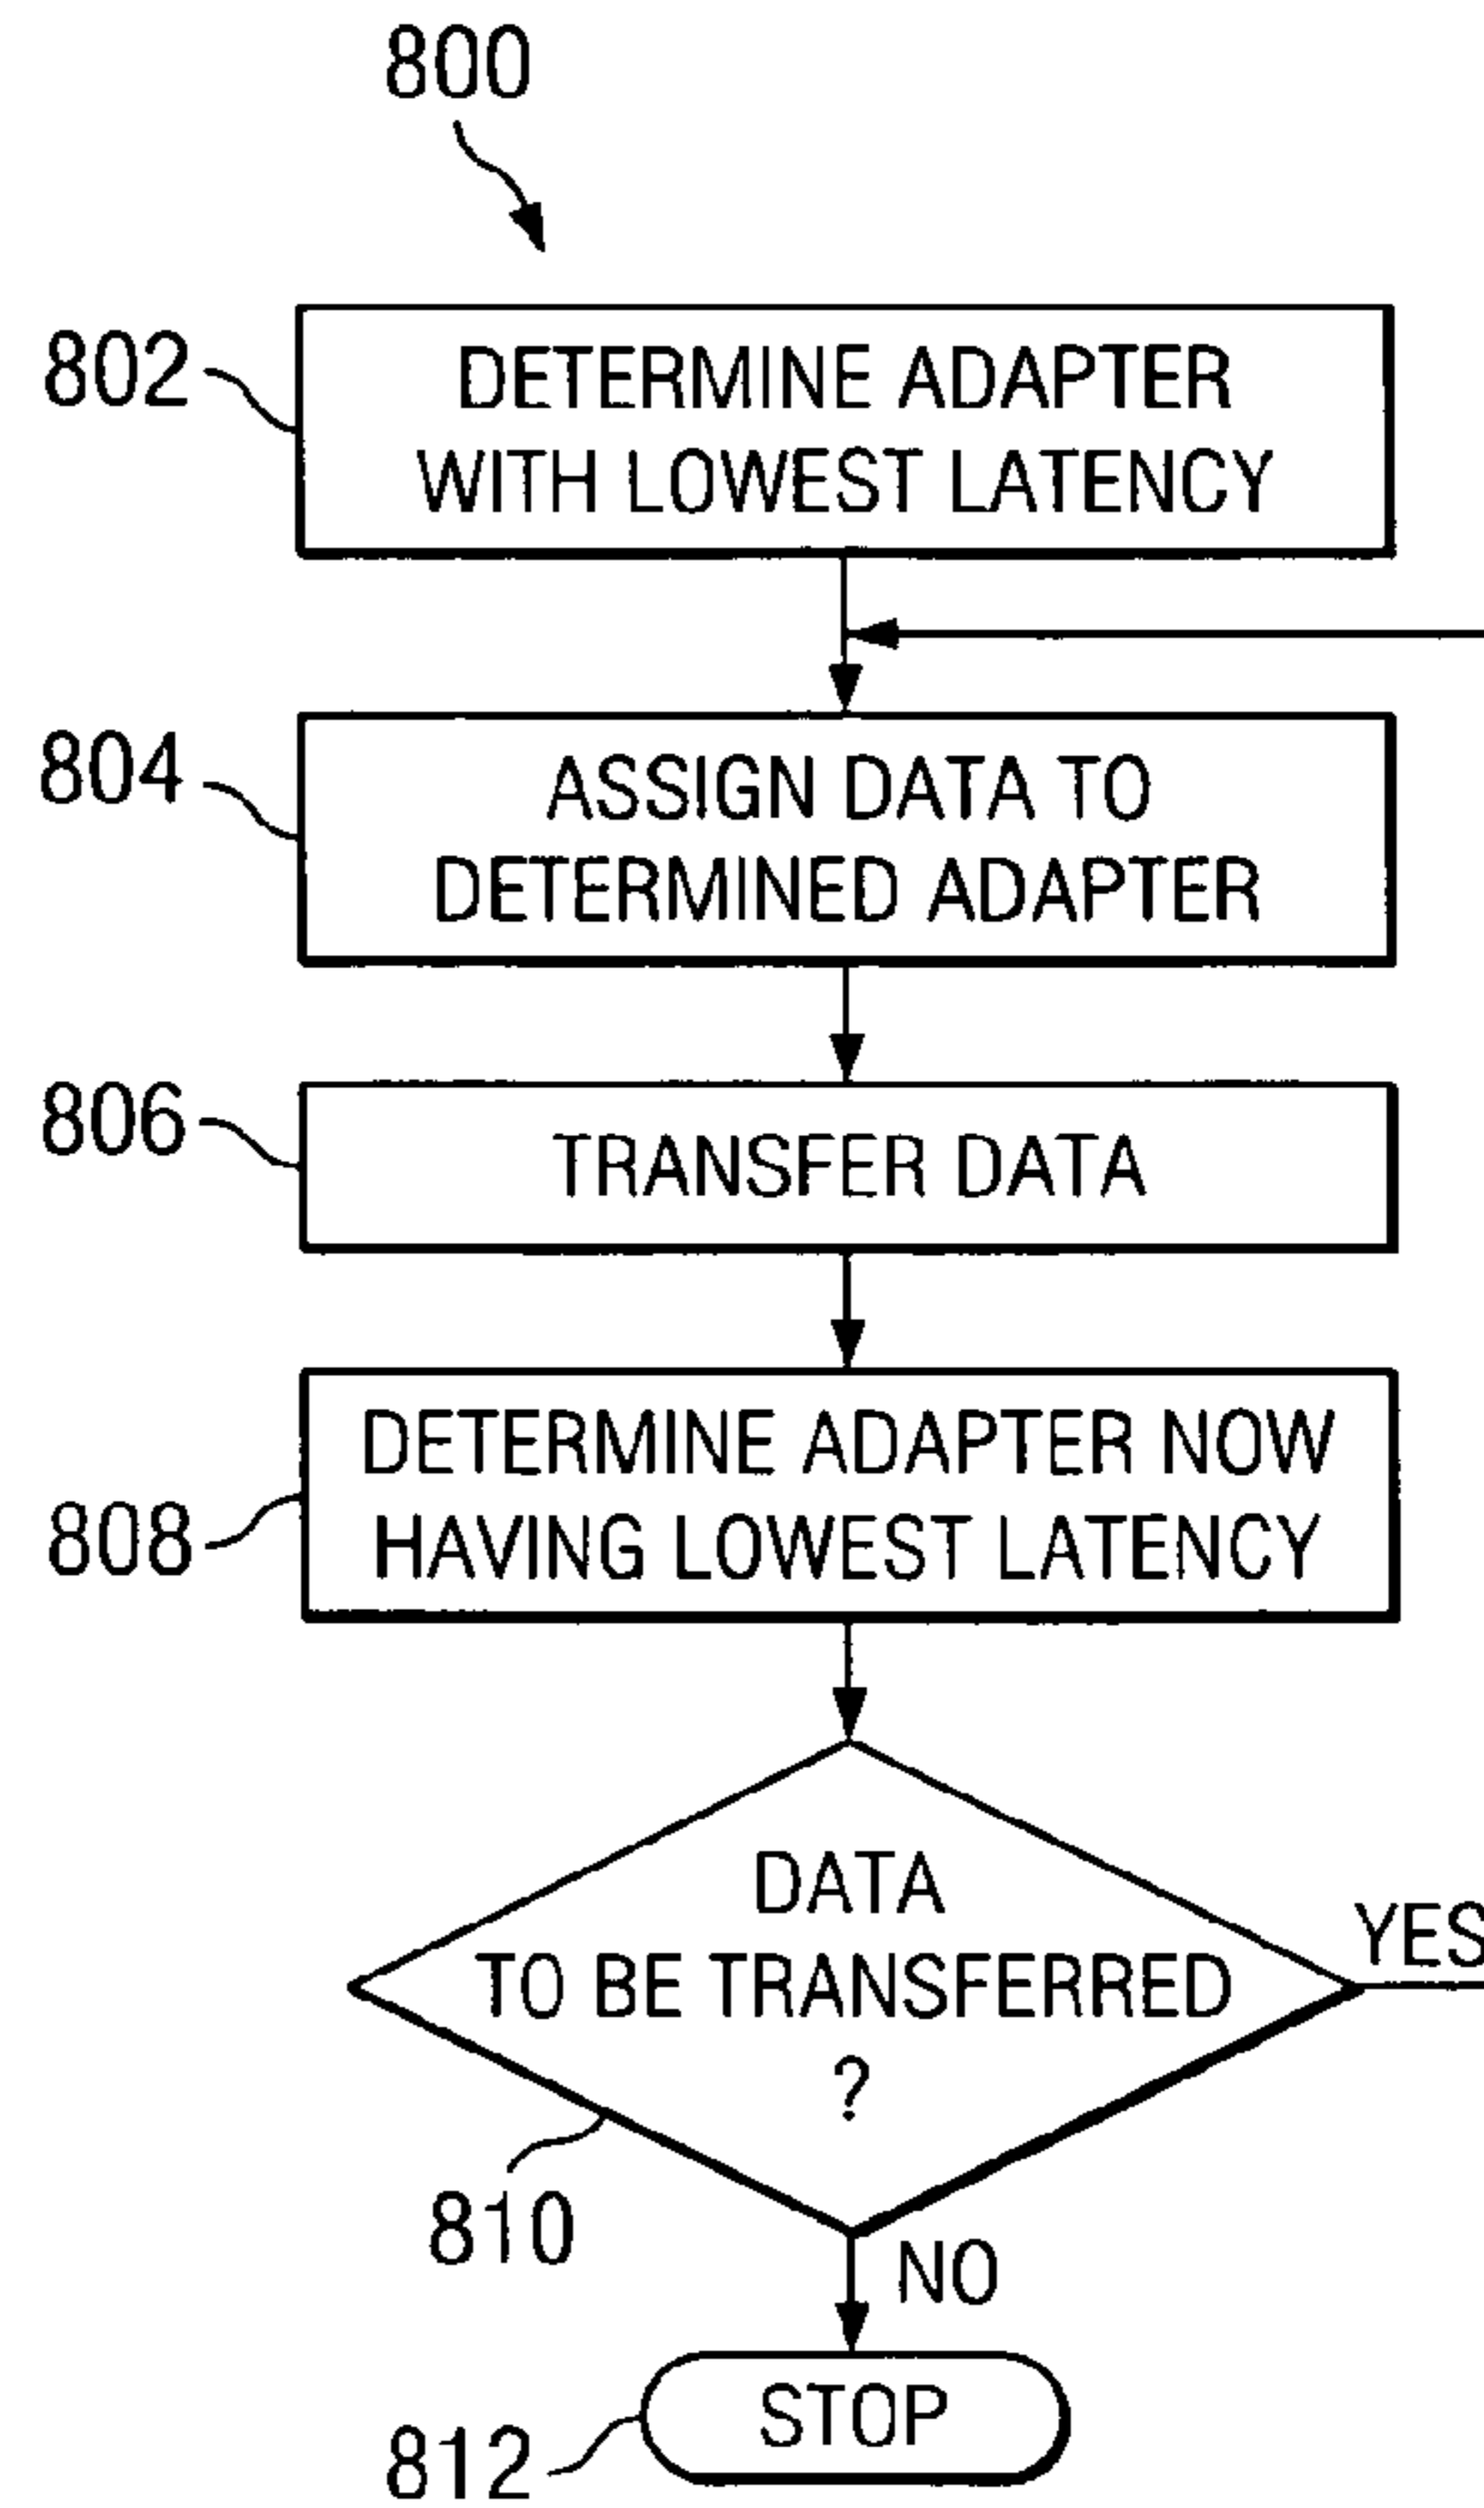 800
802
DETERMINE ADAPTER
WITH LOWEST LATENCY
804
ASSIGN DATA TO
DETERMINED ADAPTER
806
TRANSFER DATA
808
DETERMINE ADAPTER NOW
HAVING LOWEST LATENCY
DATA
TO BE TRANSFERRED
?
YES
810
NO
STOP
812